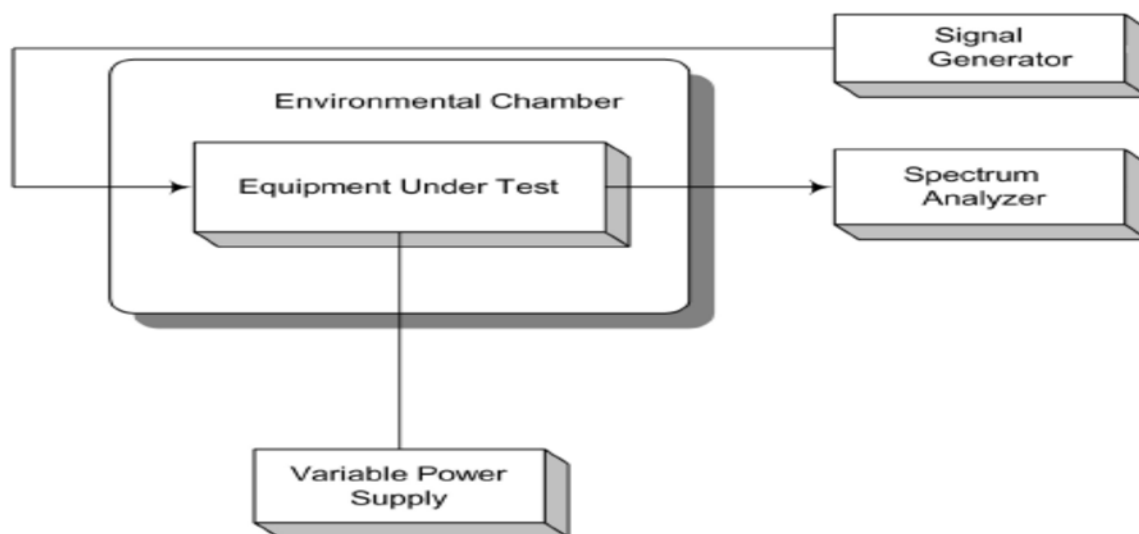 Signal
Generator
Environmental Chamber
Equipment Under Test
Spectrum
Analyzer
Variable Power
Supply